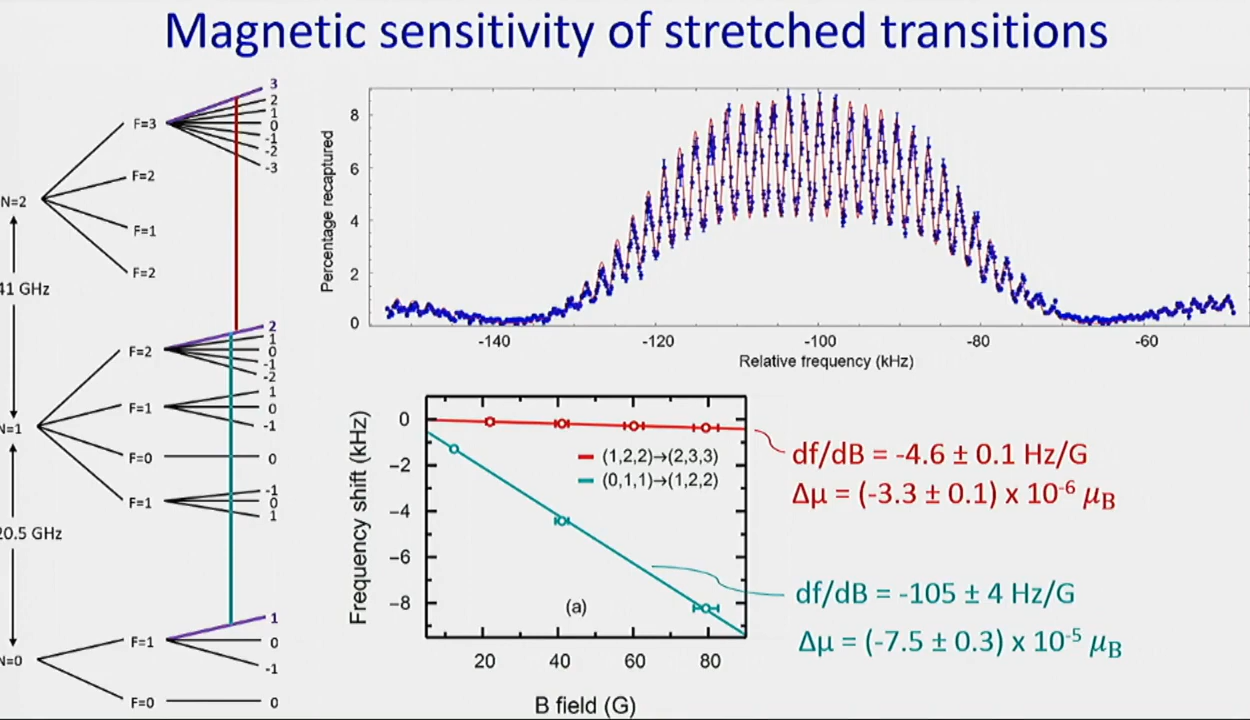 Magnetic sensitivity of stretched transitions
N=2
F=3
F=2
F=1
F=2
3
2
1
0
-1
-2
-3
41 GHz
N=1
F=2
F=1
F=0
F=1
2
1
0
-1
-2
1
0
-1
0
-1
0
1
20.5 GHz
N=0
F=1
F=0
1
0
-1
0
Percentage recaptured
8
6
4
2
0
-140
-120
-100
-80
-60
Relative frequency (kHz)
Frequency shift (kHz)
0
−2
−4
−6
−8
(1,2,2)→(2,3,3)
(0,1,1)→(1,2,2)
(a)
20
40
60
80
B field (G)
df/dB = -4.6 ± 0.1 Hz/G
Δμ = (-3.3 ± 0.1) x 10⁻⁶ μB
df/dB = -105 ± 4 Hz/G
Δμ = (-7.5 ± 0.3) x 10⁻⁵ μB